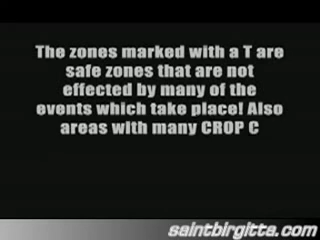 The zones marked with a T are
safe zones that are not
effected by many of the
events which take place! Also
areas with many CROP C
saintbirgitta.com